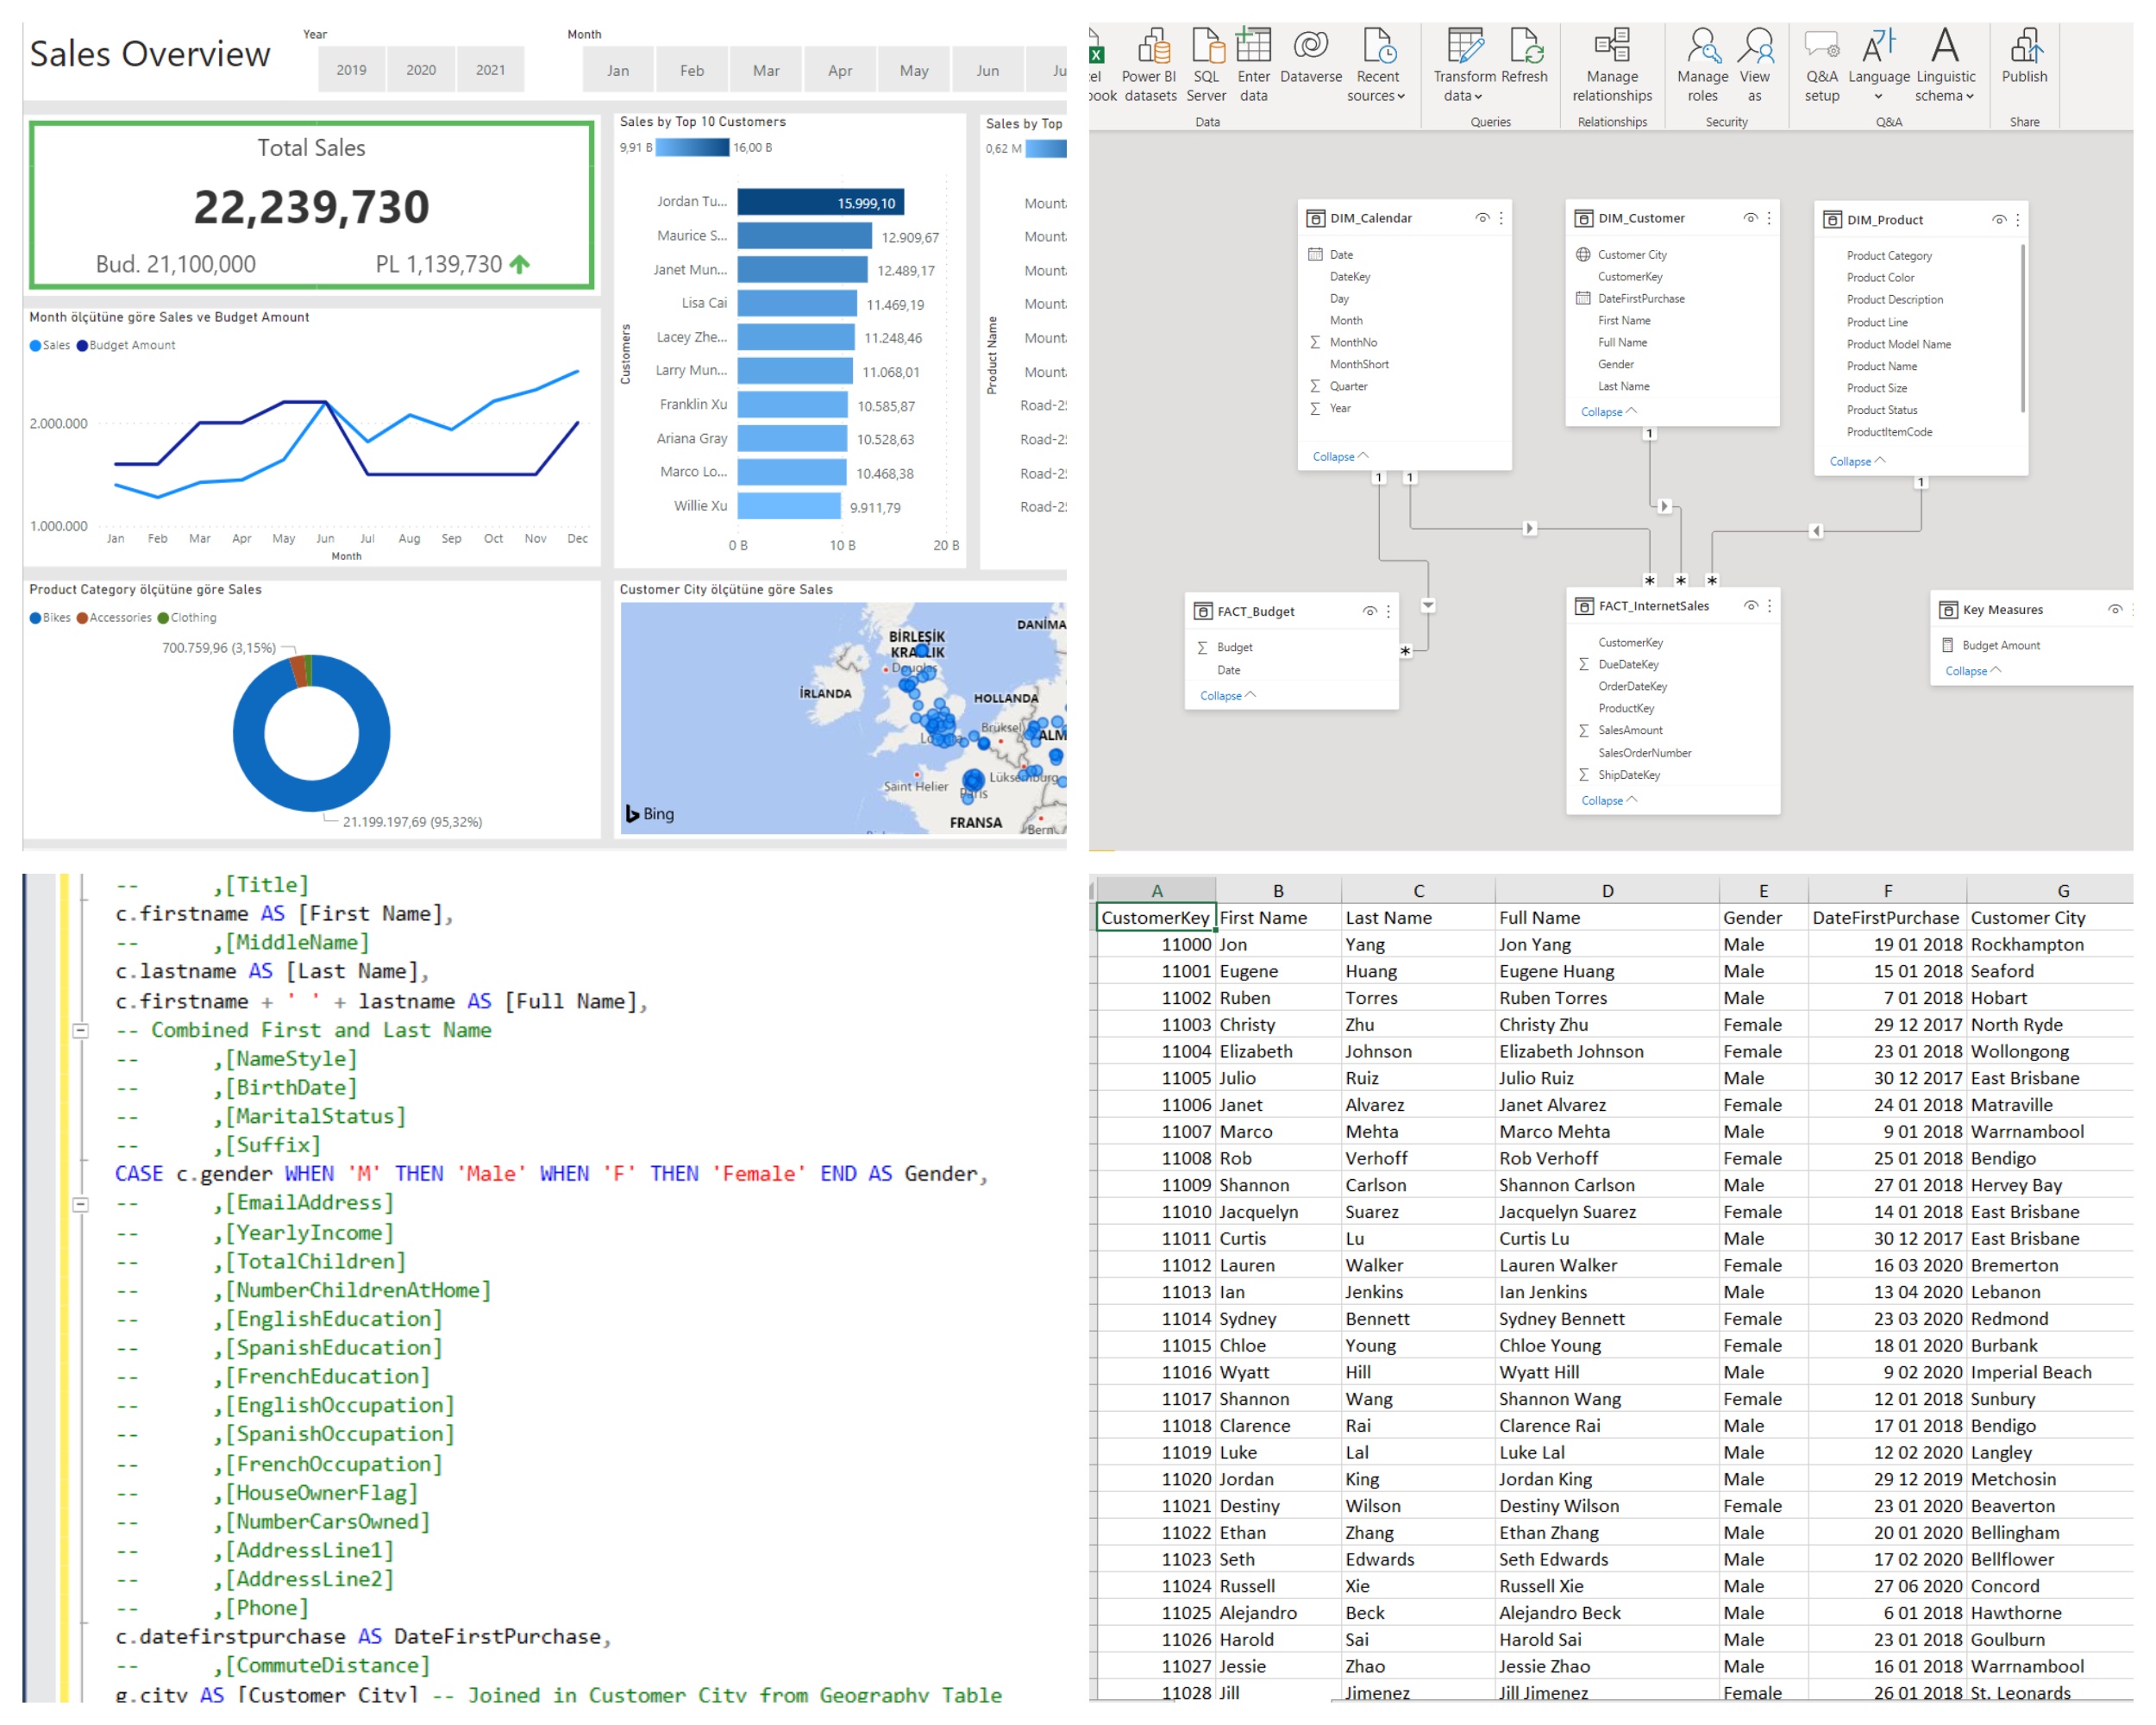 Sales Overview
Year
2019 2020 2021
Month
Jan Feb Mar Apr May Jun
Total Sales
22,239,730
Bud. 21,100,000 PL 1,139,730
Month ölçütüne göre Sales ve Budget Amount
Sales Budget Amount
2.000.000
1.000.000
Jan Feb Mar Apr May Jun Jul Aug Sep Oct Nov Dec
Month
Product Category ölçütüne göre Sales
Bikes Accessories Clothing
700.759,96 (3,15%)
21.199.197,69 (95,32%)
Sales by Top 10 Customers
9,91 B 16,00 B
Customers
Jordan Tu... 15.999,10
Maurice S... 12.909,67
Janet Mun... 12.489,17
Lisa Cai 11.469,19
Lacey Zhe... 11.248,46
Larry Mun... 11.068,01
Franklin Xu 10.585,87
Ariana Gray 10.528,63
Marco Lo... 10.468,38
Willie Xu 9.911,79
0 B 10 B 20 B
Sales by Top
0,62 M
Product Name
Mount
Mount
Mount
Mount
Mount
Mount
Road-25
Road-25
Road-25
Road-25
Customer City ölçütüne göre Sales
BİRLEŞİK
KRALLIK
DANİMA
Douglas
İRLANDA
HOLLANDA
Brüksel
ALM
Lüksemburg
Saint Helier
Paris
FRANSA
Bern
Bing
Power BI datasets
SQL Server
Enter data
Dataverse
Recent sources
Data
Transform data
Refresh
Queries
Manage relationships
Relationships
Manage roles
View as
Security
Q&A setup
Language
Linguistic schema
Q&A
Publish
Share
DIM_Calendar
Date
DateKey
Day
Month
MonthNo
MonthShort
Quarter
Year
Collapse
DIM_Customer
Customer City
CustomerKey
DateFirstPurchase
First Name
Full Name
Gender
Last Name
Collapse
DIM_Product
Product Category
Product Color
Product Description
Product Line
Product Model Name
Product Name
Product Size
Product Status
ProductItemCode
Collapse
1 1 1 1
* * * *
FACT_Budget
Budget
Date
Collapse
FACT_InternetSales
CustomerKey
DueDateKey
OrderDateKey
ProductKey
SalesAmount
SalesOrderNumber
ShipDateKey
Collapse
Key Measures
Budget Amount
Collapse
-- ,[Title]
c.firstname AS [First Name],
-- ,[MiddleName]
c.lastname AS [Last Name],
c.firstname + ' ' + lastname AS [Full Name],
-- Combined First and Last Name
-- ,[NameStyle]
-- ,[BirthDate]
-- ,[MaritalStatus]
-- ,[Suffix]
CASE c.gender WHEN 'M' THEN 'Male' WHEN 'F' THEN 'Female' END AS Gender,
-- ,[EmailAddress]
-- ,[YearlyIncome]
-- ,[TotalChildren]
-- ,[NumberChildrenAtHome]
-- ,[EnglishEducation]
-- ,[SpanishEducation]
-- ,[FrenchEducation]
-- ,[EnglishOccupation]
-- ,[SpanishOccupation]
-- ,[FrenchOccupation]
-- ,[HouseOwnerFlag]
-- ,[NumberCarsOwned]
-- ,[AddressLine1]
-- ,[AddressLine2]
-- ,[Phone]
c.datefirstpurchase AS DateFirstPurchase,
-- ,[CommuteDistance]
g.city AS [Customer City] -- Joined in Customer City from Geography Table
A B C D E F G
CustomerKey First Name Last Name Full Name Gender DateFirstPurchase Customer City
11000 Jon Yang Jon Yang Male 19 01 2018 Rockhampton
11001 Eugene Huang Eugene Huang Male 15 01 2018 Seaford
11002 Ruben Torres Ruben Torres Male 7 01 2018 Hobart
11003 Christy Zhu Christy Zhu Female 29 12 2017 North Ryde
11004 Elizabeth Johnson Elizabeth Johnson Female 23 01 2018 Wollongong
11005 Julio Ruiz Julio Ruiz Male 30 12 2017 East Brisbane
11006 Janet Alvarez Janet Alvarez Female 24 01 2018 Matraville
11007 Marco Mehta Marco Mehta Male 9 01 2018 Warrnambool
11008 Rob Verhoff Rob Verhoff Female 25 01 2018 Bendigo
11009 Shannon Carlson Shannon Carlson Male 27 01 2018 Hervey Bay
11010 Jacquelyn Suarez Jacquelyn Suarez Female 14 01 2018 East Brisbane
11011 Curtis Lu Curtis Lu Male 30 12 2017 East Brisbane
11012 Lauren Walker Lauren Walker Female 16 03 2020 Bremerton
11013 Ian Jenkins Ian Jenkins Male 13 04 2020 Lebanon
11014 Sydney Bennett Sydney Bennett Female 23 03 2020 Redmond
11015 Chloe Young Chloe Young Female 18 01 2020 Burbank
11016 Wyatt Hill Wyatt Hill Male 9 02 2020 Imperial Beach
11017 Shannon Wang Shannon Wang Female 12 01 2018 Sunbury
11018 Clarence Rai Clarence Rai Male 17 01 2018 Bendigo
11019 Luke Lal Luke Lal Male 12 02 2020 Langley
11020 Jordan King Jordan King Male 29 12 2019 Metchosin
11021 Destiny Wilson Destiny Wilson Female 23 01 2020 Beaverton
11022 Ethan Zhang Ethan Zhang Male 20 01 2020 Bellingham
11023 Seth Edwards Seth Edwards Male 17 02 2020 Bellflower
11024 Russell Xie Russell Xie Male 27 06 2020 Concord
11025 Alejandro Beck Alejandro Beck Male 6 01 2018 Hawthorne
11026 Harold Sai Harold Sai Male 23 01 2018 Goulburn
11027 Jessie Zhao Jessie Zhao Male 16 01 2018 Warrnambool
11028 Jill Jimenez Jill Jimenez Female 26 01 2018 St. Leonards